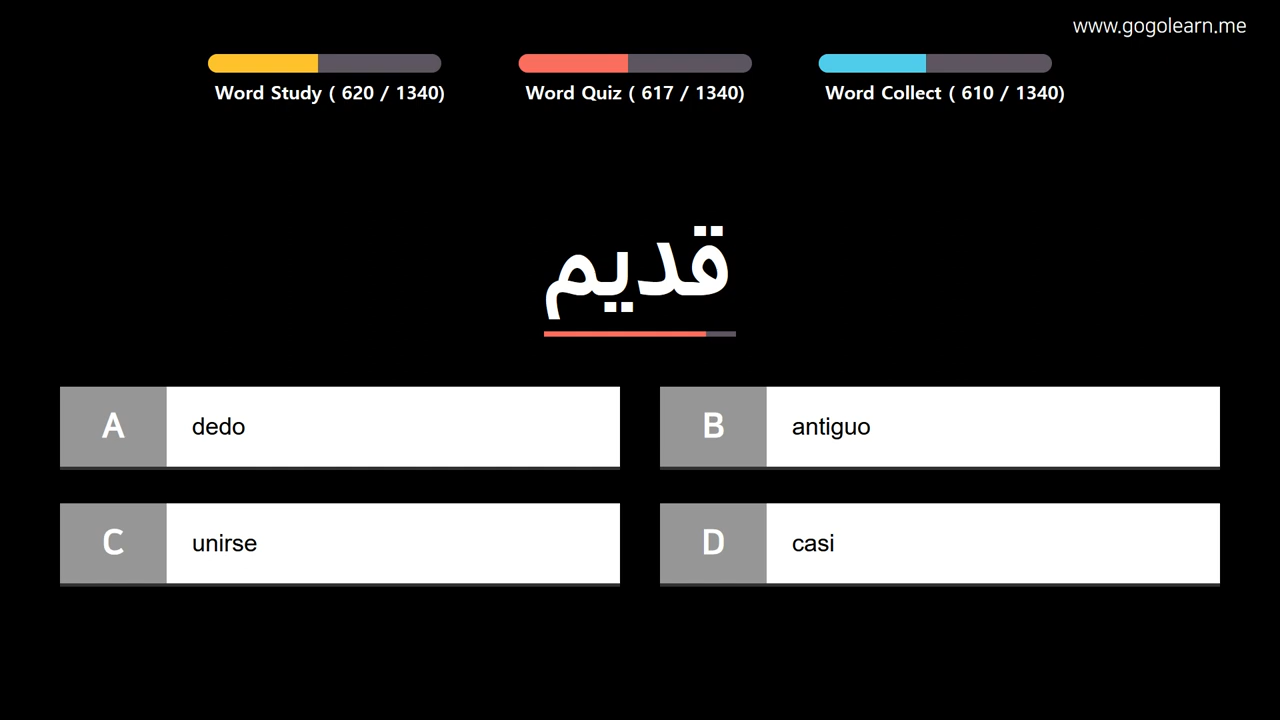 www.gogolearn.me
Word Study ( 620 / 1340)
Word Quiz ( 617 / 1340)
Word Collect ( 610 / 1340)
قديم
A
dedo
B
antiguo
C
unirse
D
casi